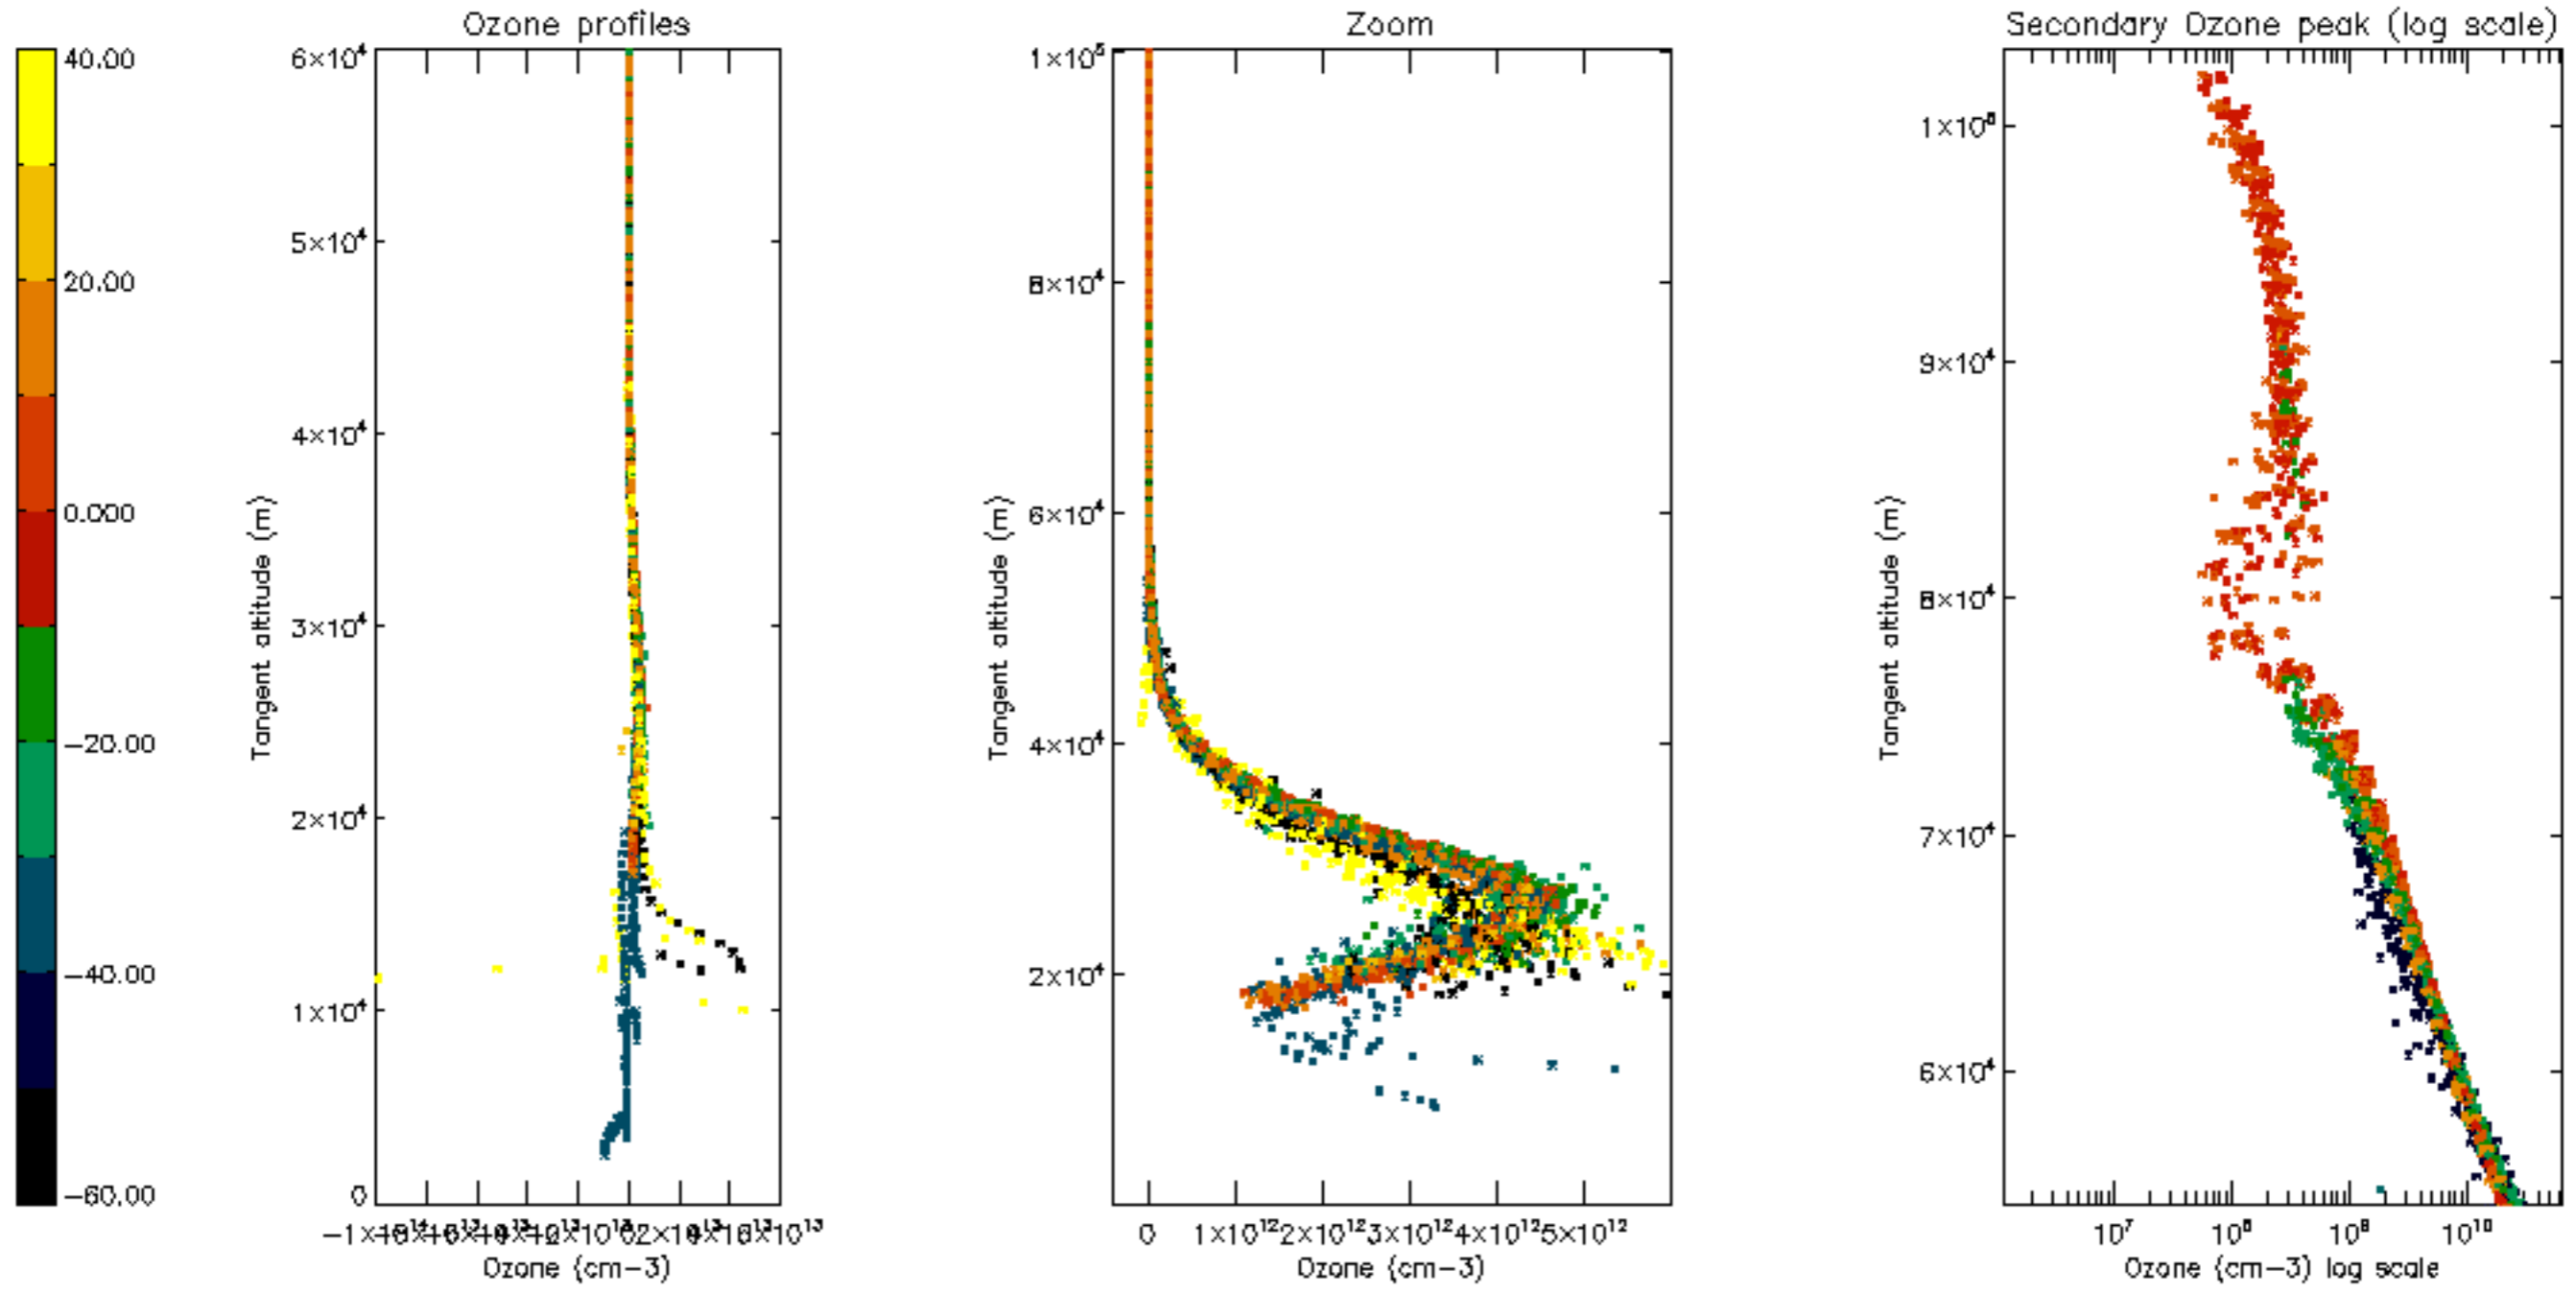 40.00
20.00
0.000
−20.00
−40.00
−60.00
Ozone profiles
6×10⁴
5×10⁴
4×10⁴
3×10⁴
2×10⁴
1×10⁴
0
Tangent altitude (m)
Ozone (cm−3)
Zoom
1×10⁵
8×10⁴
6×10⁴
4×10⁴
2×10⁴
Tangent altitude (m)
0 1×10¹² 2×10¹² 3×10¹² 4×10¹² 5×10¹²
Ozone (cm−3)
Secondary Ozone peak (log scale)
1×10⁵
9×10⁴
8×10⁴
7×10⁴
6×10⁴
Tangent altitude (m)
10⁷ 10⁸ 10⁹ 10¹⁰
Ozone (cm−3) log scale